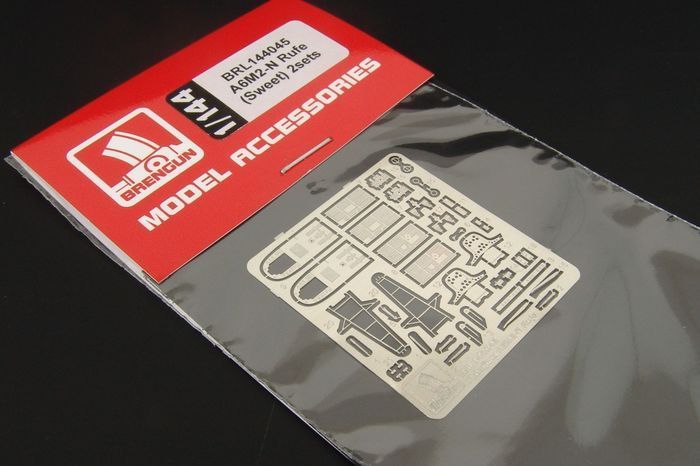 BRL144045
A6M2-N Rufe
(Sweet) 2sets
1/144
BRENGUN
MODEL ACCESSORIES